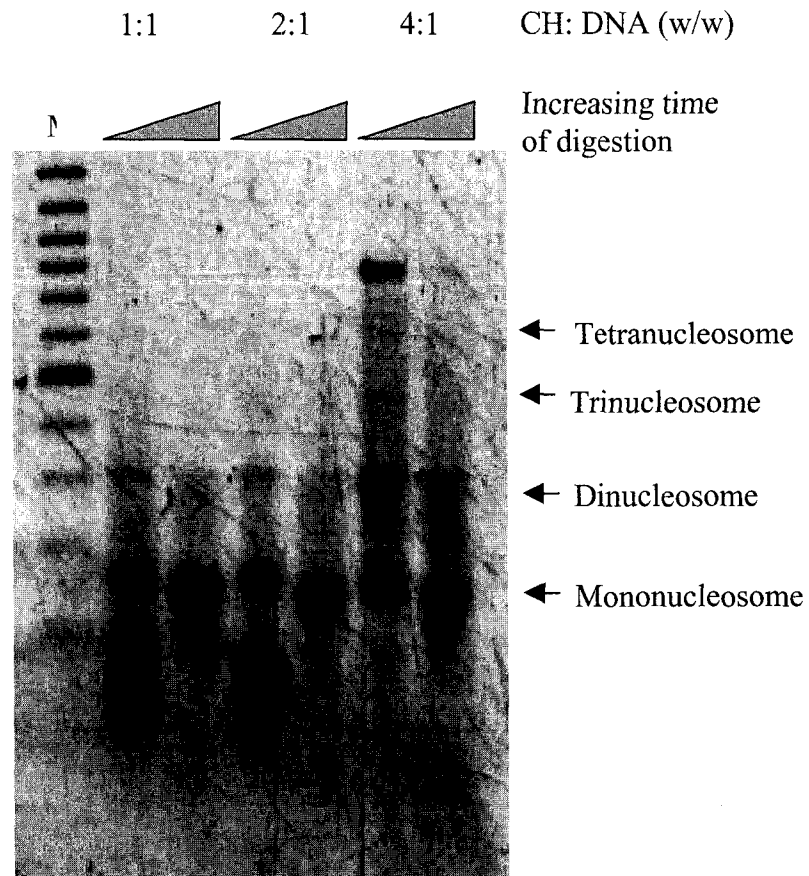 1:1 2:1 4:1 CH: DNA (w/w)
Increasing time
of digestion
Tetranucleosome
Trinucleosome
Dinucleosome
Mononucleosome